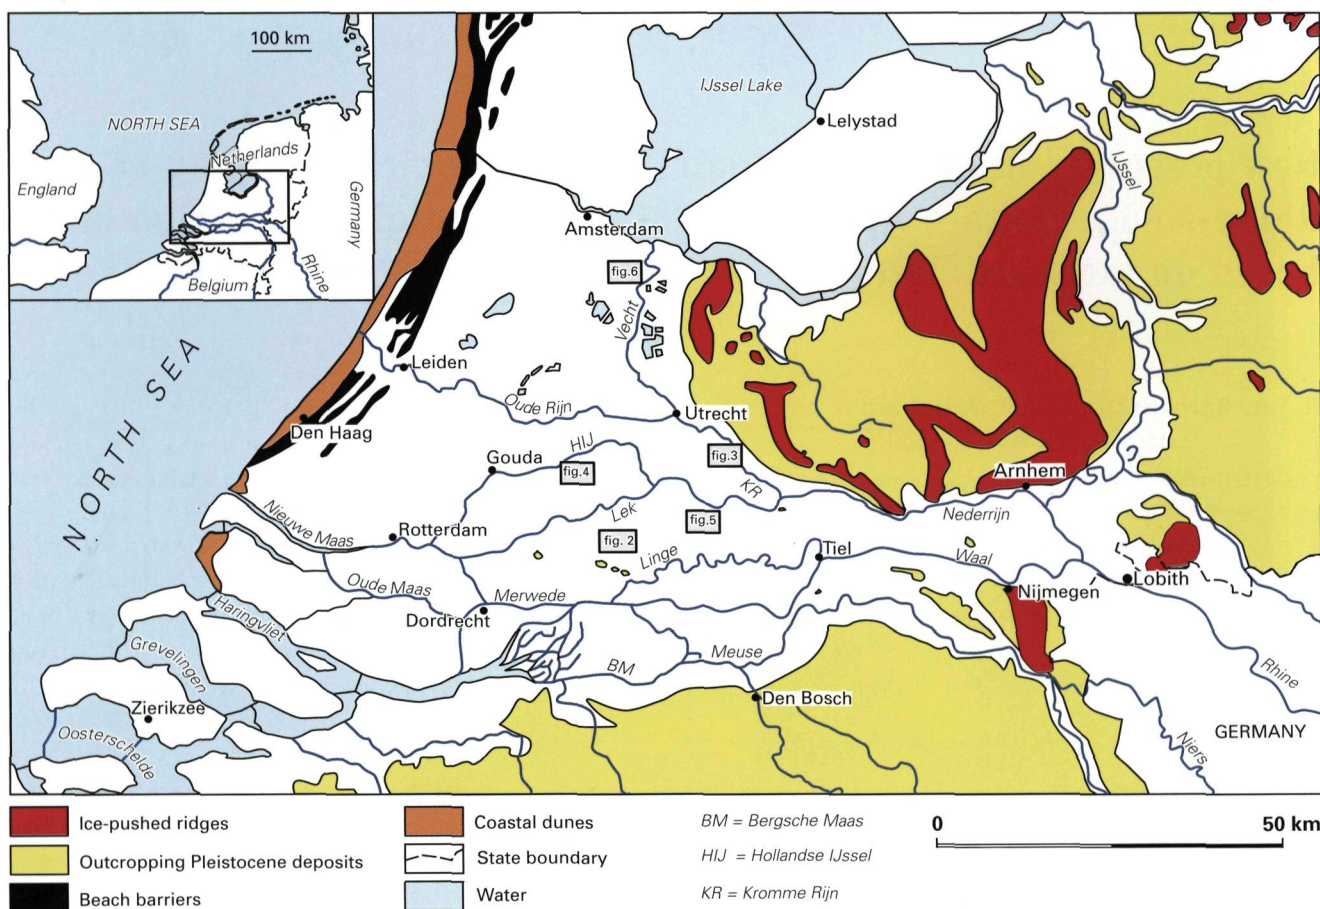 100 km
NORTH SEA
Netherlands
England
Germany
Rhine
Belgium
IJssel Lake
Lelystad
IJssel
Amsterdam
fig.6
Vecht
NORTH SEA
Leiden
Oude Rijn
Utrecht
Den Haag
HIJ
Gouda
fig.4
fig.3
KR
Arnhem
Nieuwe Maas
Rotterdam
Lek
fig.5
Nederrijn
fig. 2
Linge
Tiel
Waal
Lobith
Oude Maas
Merwede
Nijmegen
Dordrecht
Haringvliet
Grevelingen
BM
Meuse
Rhine
Zierikzee
Den Bosch
Oosterschelde
GERMANY
Niers
Ice-pushed ridges
Outcropping Pleistocene deposits
Beach barriers
Coastal dunes
State boundary
Water
BM = Bergsche Maas
HIJ = Hollandse IJssel
KR = Kromme Rijn
0 50 km